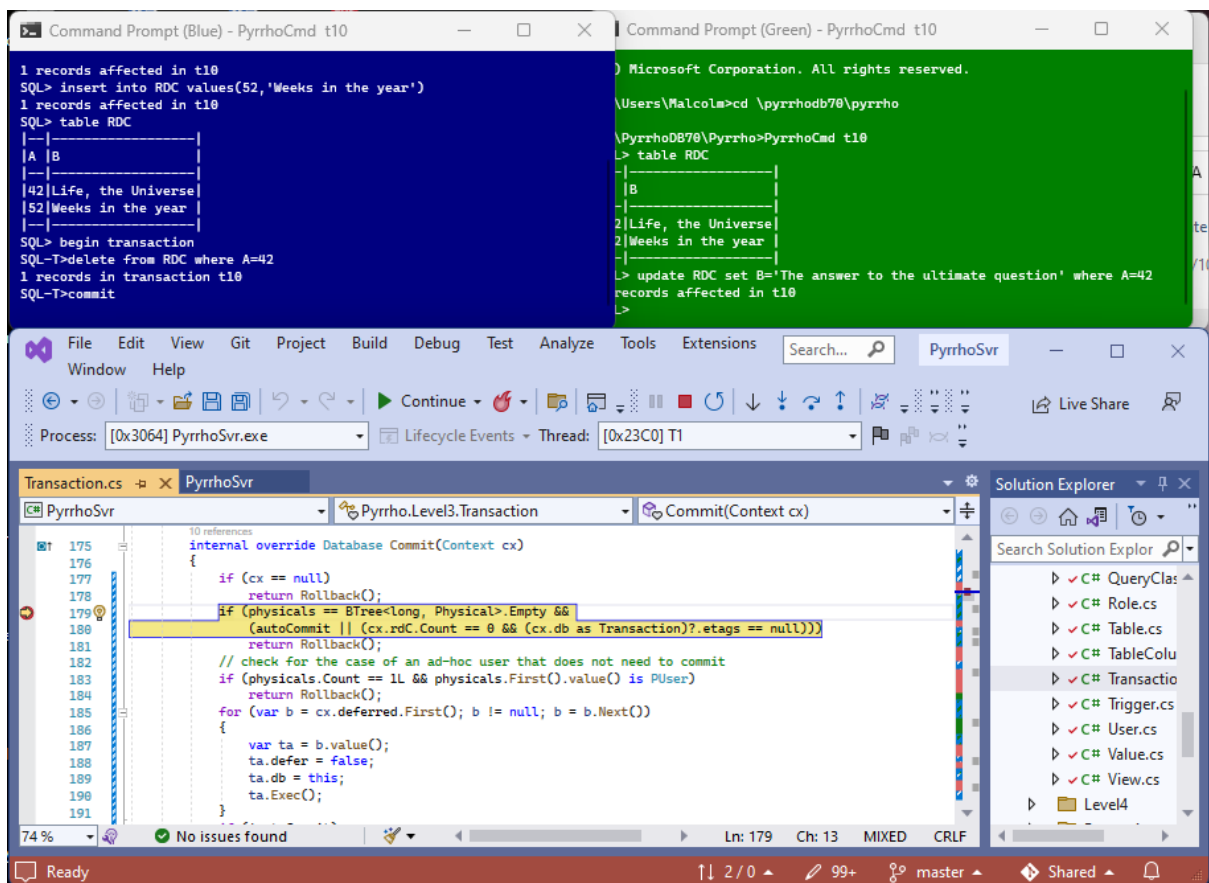 Command Prompt (Blue) - PyrrhoCmd t10
1 records affected in t10
SQL> insert into RDC values(52,'Weeks in the year')
1 records affected in t10
SQL> table RDC
|--|------------------|
|A |B                 |
|--|------------------|
|42|Life, the Universe|
|52|Weeks in the year |
|--|------------------|
SQL> begin transaction
SQL-T>delete from RDC where A=42
1 records in transaction t10
SQL-T>commit
Command Prompt (Green) - PyrrhoCmd t10
) Microsoft Corporation. All rights reserved.
\Users\Malcolm>cd \pyrrhodb70\pyrrho
\PyrrhoDB70\Pyrrho>PyrrhoCmd t10
L> table RDC
-|------------------|
|B                 |
-|------------------|
2|Life, the Universe|
2|Weeks in the year |
-|------------------|
L> update RDC set B='The answer to the ultimate question' where A=42
records affected in t10
L>
File Edit View Git Project Build Debug Test Analyze Tools Extensions Search... PyrrhoSvr
Window Help
Continue Live Share
Process: [0x3064] PyrrhoSvr.exe Lifecycle Events Thread: [0x23C0] T1
Transaction.cs PyrrhoSvr
PyrrhoSvr Pyrrho.Level3.Transaction Commit(Context cx)
10 references
175 internal override Database Commit(Context cx)
176 {
177 if (cx == null)
178 return Rollback();
179 if (physicals == BTree<long, Physical>.Empty &&
180 (autoCommit || (cx.rdC.Count == 0 && (cx.db as Transaction)?.etags == null)))
181 return Rollback();
182 // check for the case of an ad-hoc user that does not need to commit
183 if (physicals.Count == 1L && physicals.First().value() is PUser)
184 return Rollback();
185 for (var b = cx.deferred.First(); b != null; b = b.Next())
186 {
187 var ta = b.value();
188 ta.defer = false;
189 ta.db = this;
190 ta.Exec();
191 }
74 % No issues found Ln: 179 Ch: 13 MIXED CRLF
Solution Explorer
Search Solution Explor
C# QueryClas
C# Role.cs
C# Table.cs
C# TableColu
C# Transactio
C# Trigger.cs
C# User.cs
C# Value.cs
C# View.cs
Level4
Ready 2 / 0 99+ master Shared